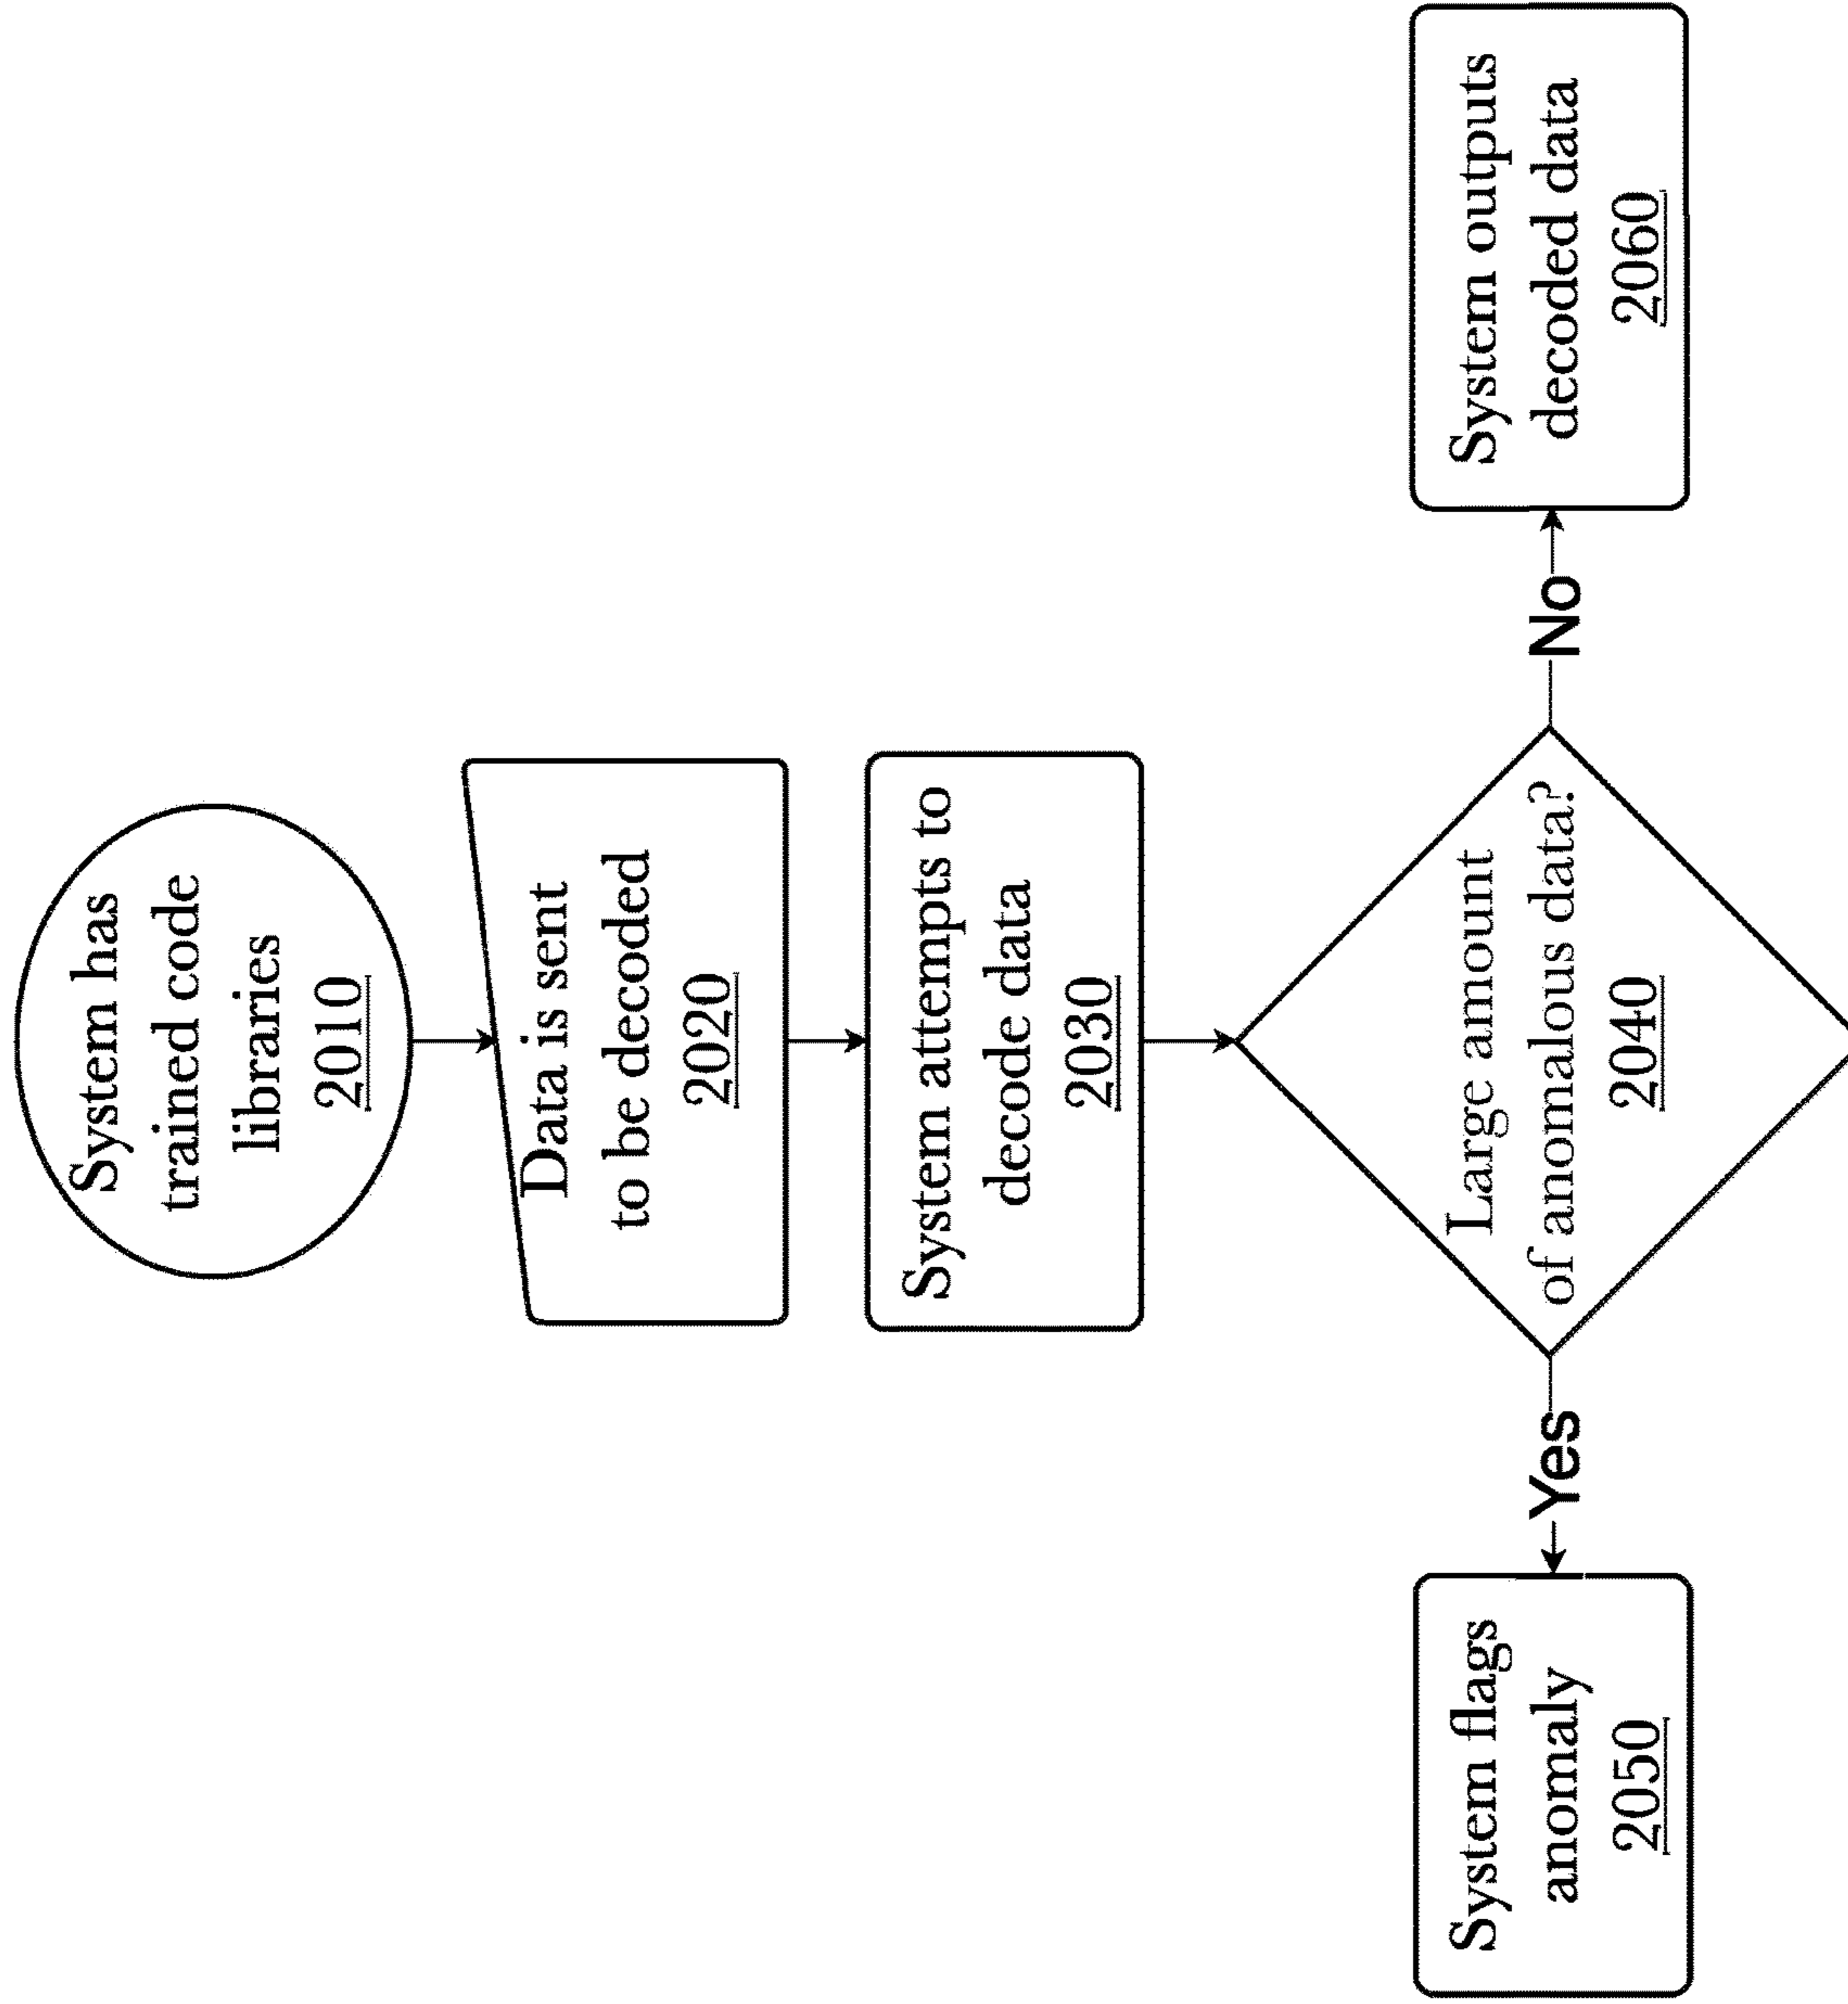 System has
trained code
libraries
2010
Data is sent
to be decoded
2020
System attempts to
decode data
2030
Large amount
of anomalous data?
2040
Yes
System flags
anomaly
2050
No
System outputs
decoded data
2060